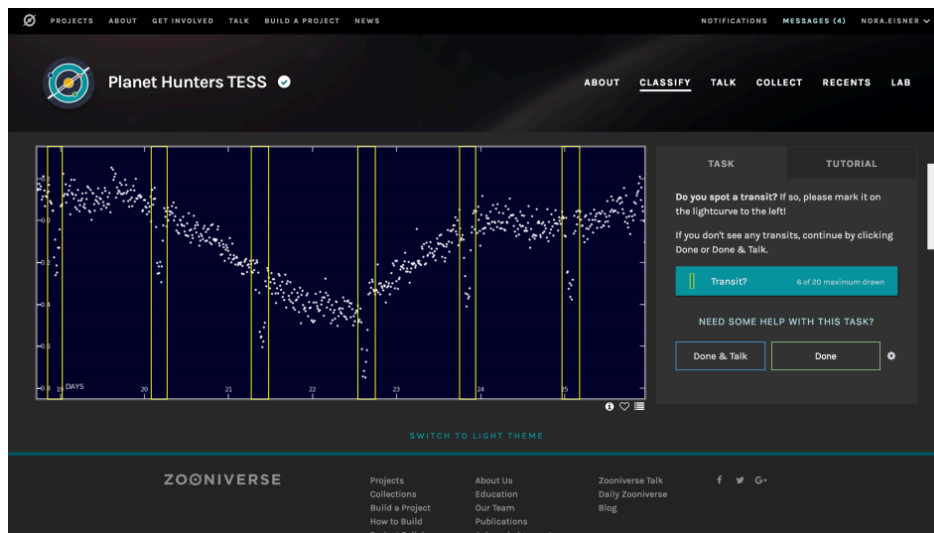 PROJECTS ABOUT GET INVOLVED TALK BUILD A PROJECT NEWS NOTIFICATIONS MESSAGES (4) NORA.EISNER
Planet Hunters TESS
ABOUT CLASSIFY TALK COLLECT RECENTS LAB
TASK TUTORIAL
Do you spot a transit? If so, please mark it on
the lightcurve to the left!
If you don't see any transits, continue by clicking
Done or Done & Talk.
Transit? 6 of 20 maximum drawn
NEED SOME HELP WITH THIS TASK?
Done & Talk Done
DAYS 20 21 22 23 24
SWITCH TO LIGHT THEME
ZOONIVERSE
Projects About Us Zooniverse Talk G+
Collections Education Daily Zooniverse
Build a Project Our Team Blog
How to Build Publications